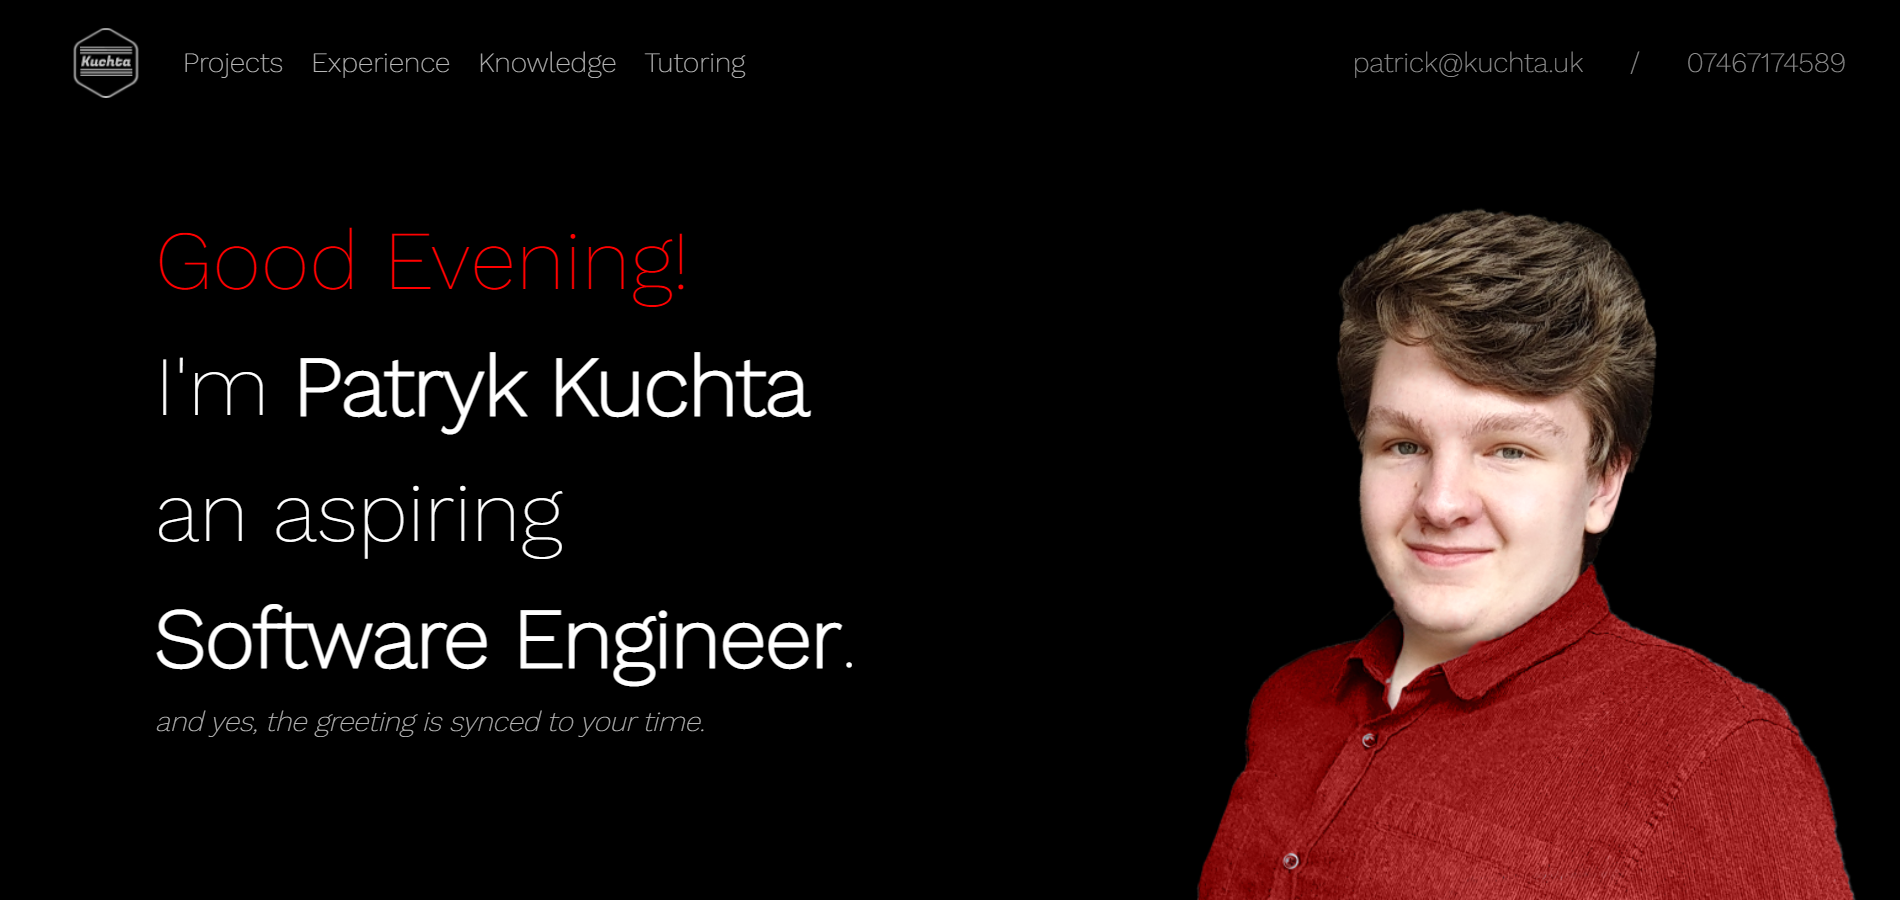 Kuchta
Projects Experience Knowledge Tutoring
patrick@kuchta.uk / 07467174589
Good Evening!
I'm Patryk Kuchta
an aspiring
Software Engineer.
and yes, the greeting is synced to your time.